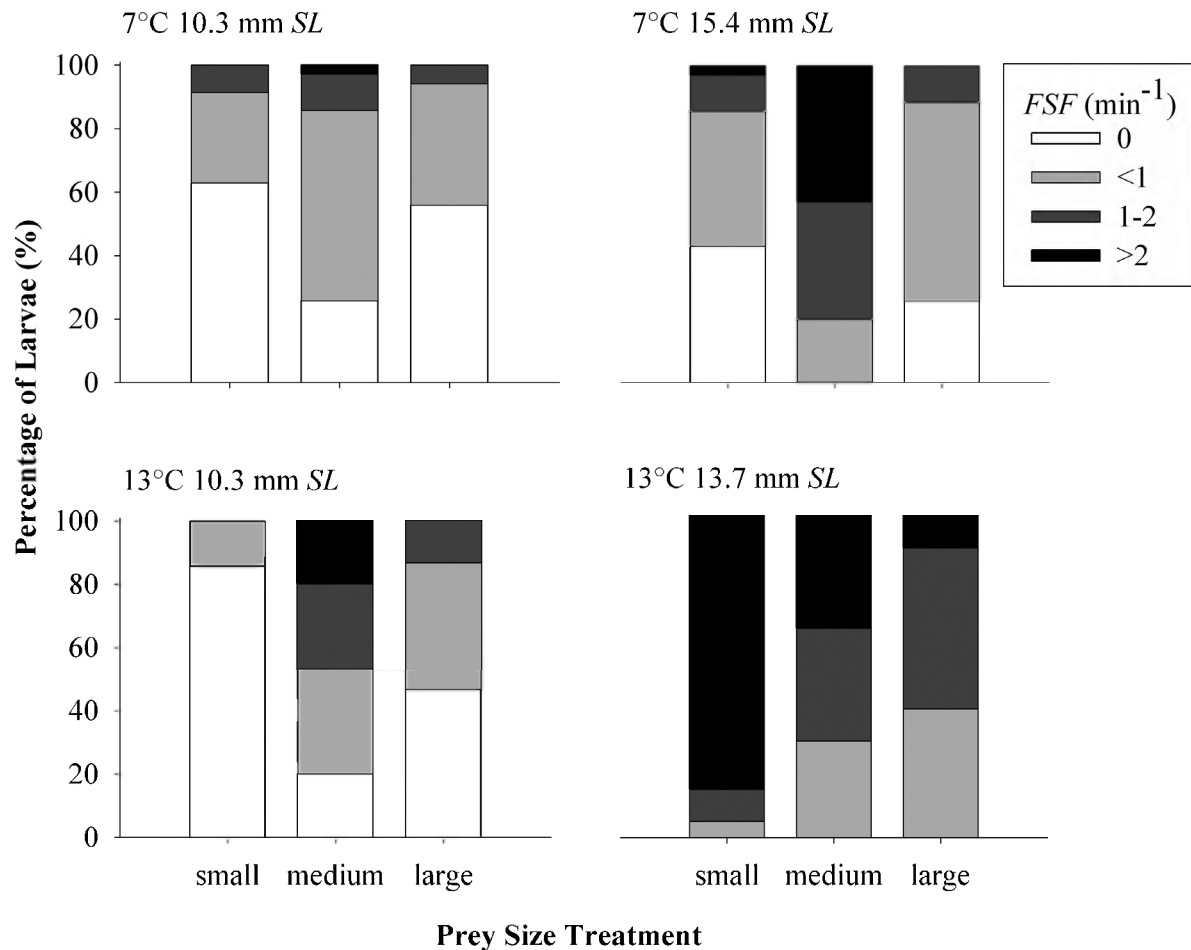 7°C 10.3 mm SL
7°C 15.4 mm SL
100
80
60
40
20
0
FSF (min⁻¹)
0
<1
1-2
>2
Percentage of Larvae (%)
13°C 10.3 mm SL
13°C 13.7 mm SL
100
80
60
40
20
0
small medium large
small medium large
Prey Size Treatment